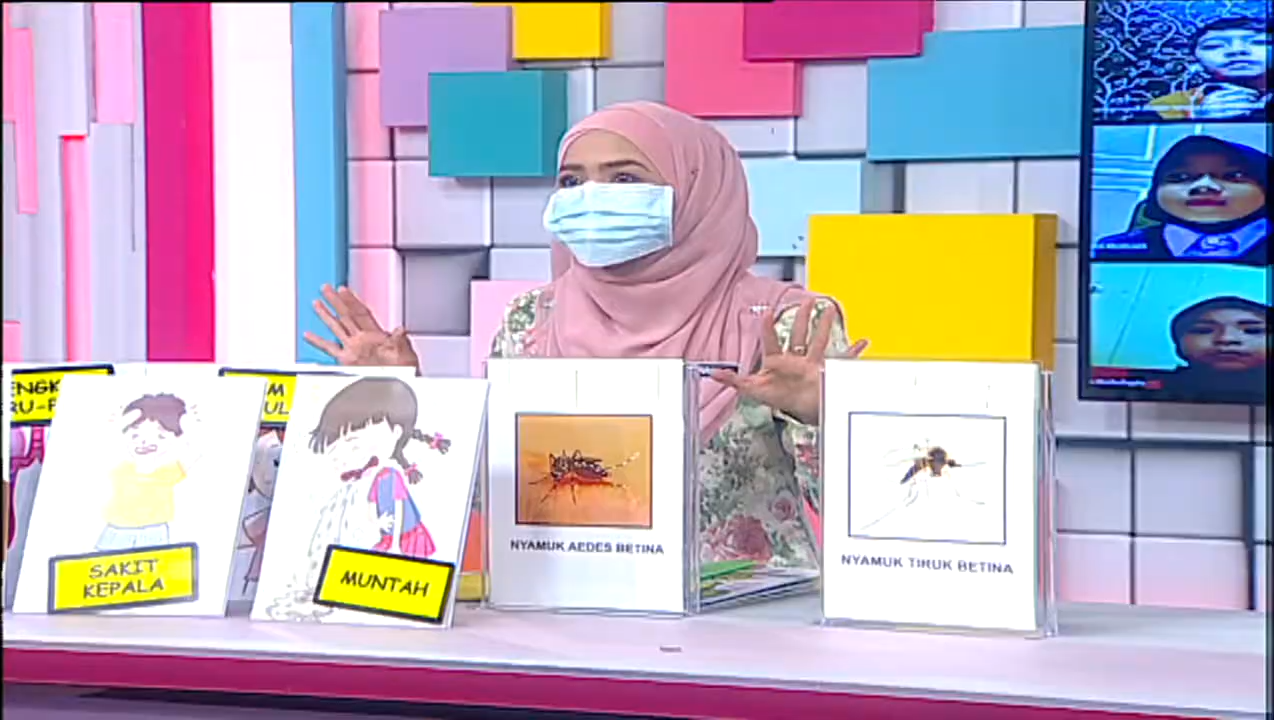 SAKIT
KEPALA
MUNTAH
NYAMUK AEDES BETINA
NYAMUK TIRUK BETINA